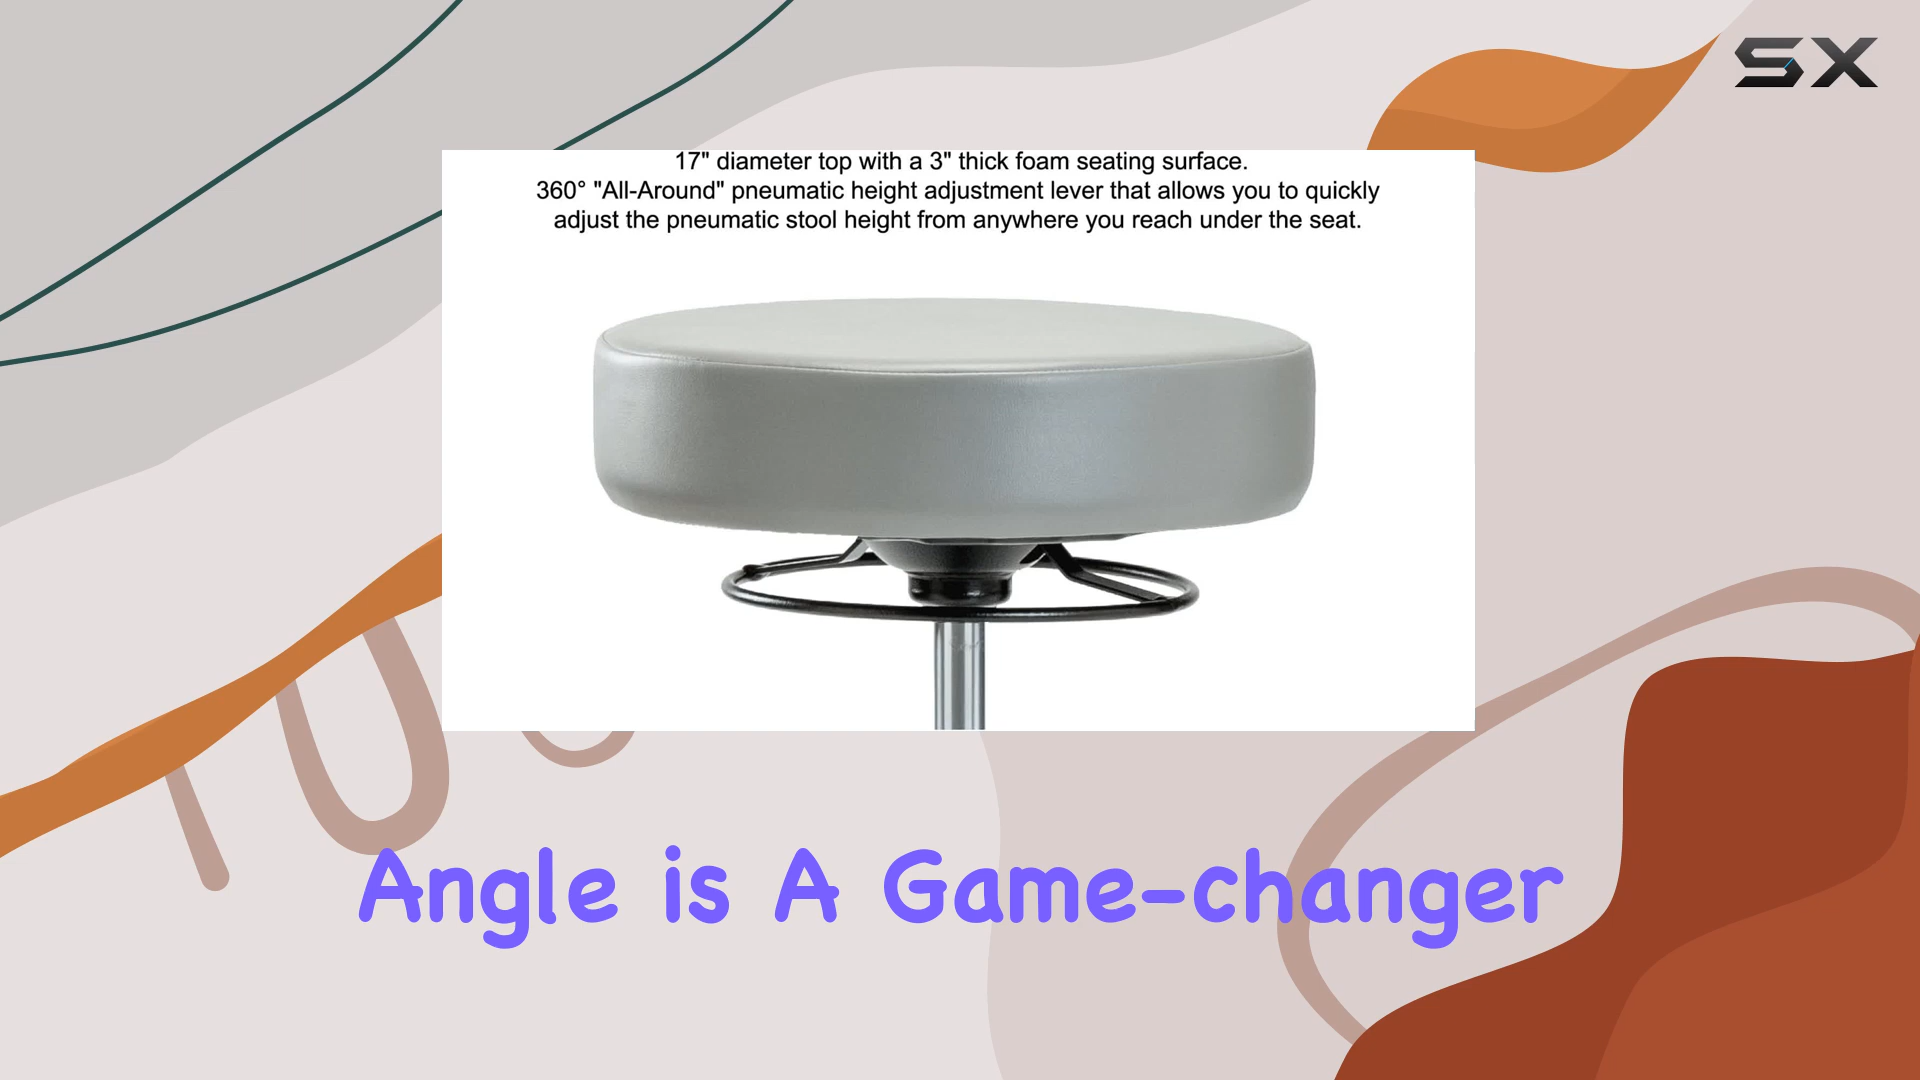 SX
17" diameter top with a 3" thick foam seating surface.
360° "All-Around" pneumatic height adjustment lever that allows you to quickly
adjust the pneumatic stool height from anywhere you reach under the seat.
Angle is A Game-changer